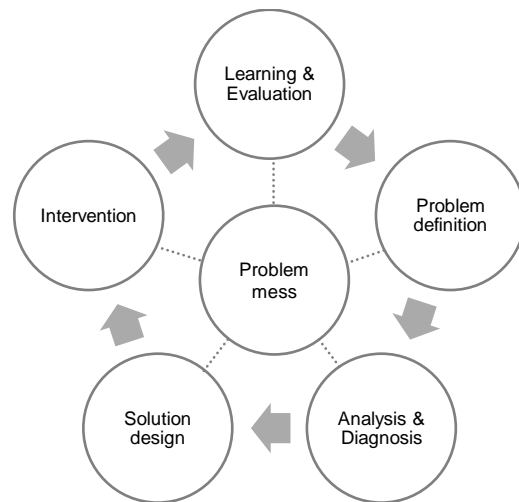 Learning &
Evaluation
Problem
definition
Analysis &
Diagnosis
Solution
design
Intervention
Problem
mess